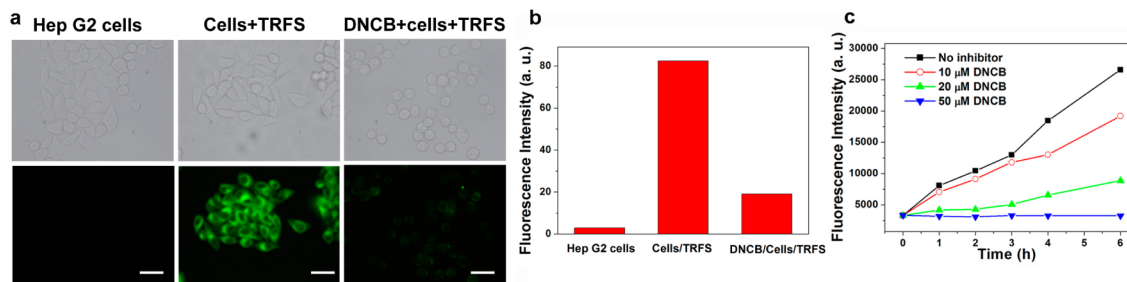 a
Hep G2 cells
Cells+TRFS
DNCB+cells+TRFS
b
Fluorescence Intensity (a. u.)
80
60
40
20
0
Hep G2 cells
Cells/TRFS
DNCB/Cells/TRFS
c
Fluorescence Intensity (a. u.)
30000
25000
20000
15000
10000
5000
No inhibitor
10 μM DNCB
20 μM DNCB
50 μM DNCB
0 1 2 3 4 5 6
Time (h)